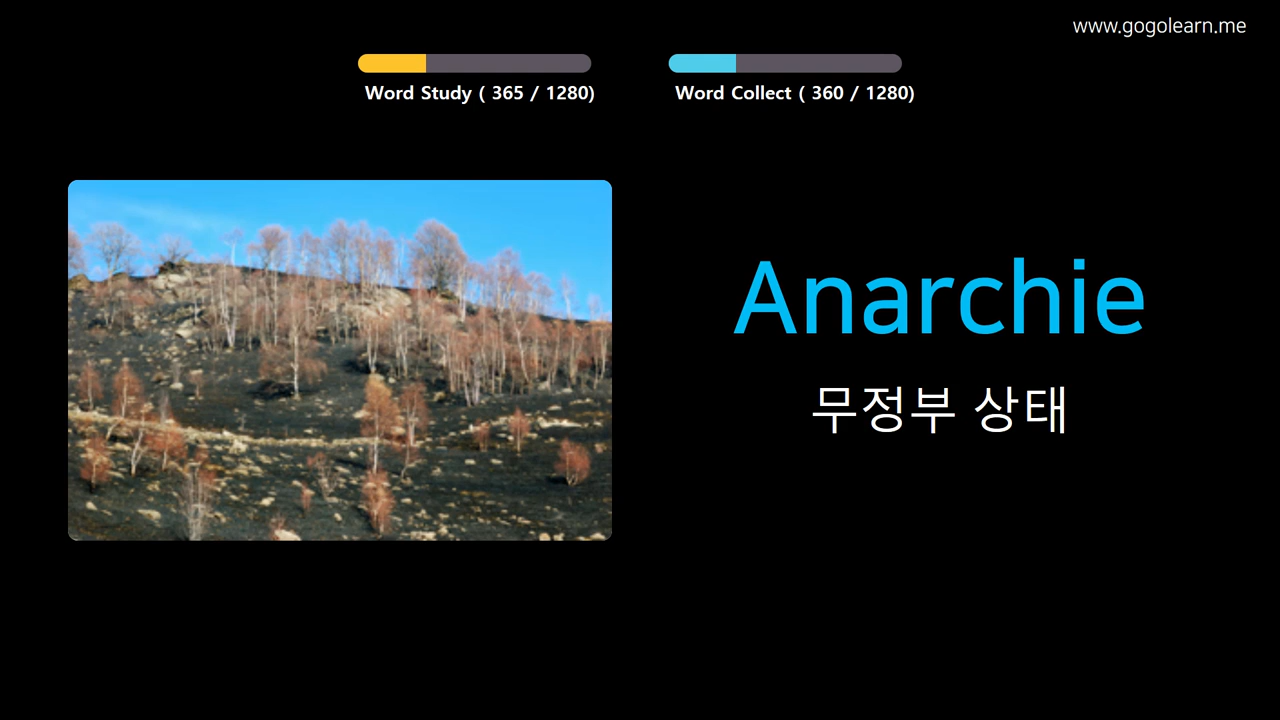 www.gogolearn.me
Word Study ( 365 / 1280)
Word Collect ( 360 / 1280)
Anarchie
무정부 상태